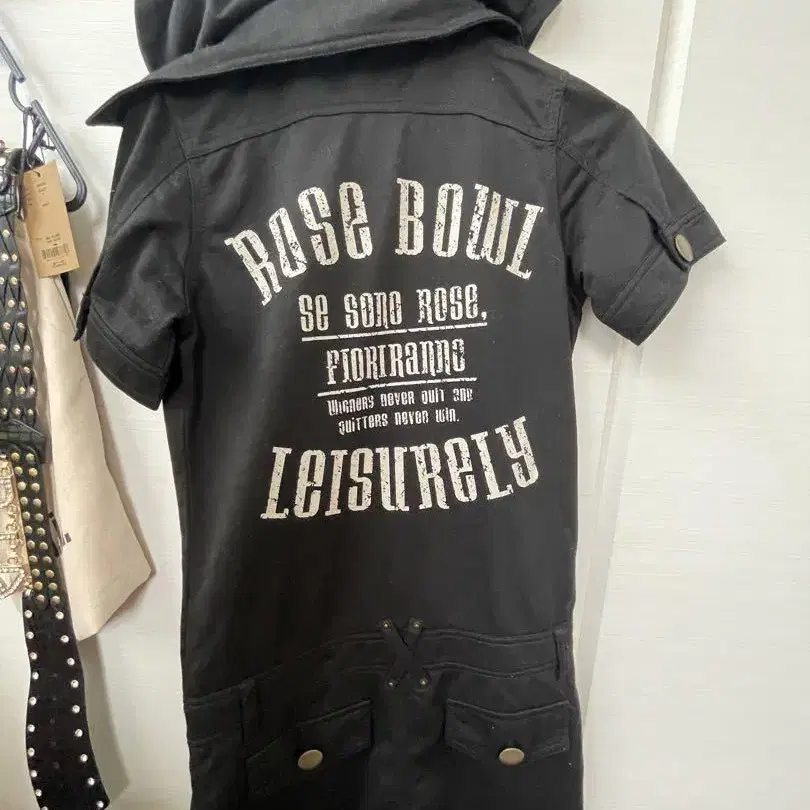 ROSE BOWL
SE SONO ROSE,
FIORIRANNO
WINNERS NEVER QUIT AND
QUITTERS NEVER WIN.
LEISURELY